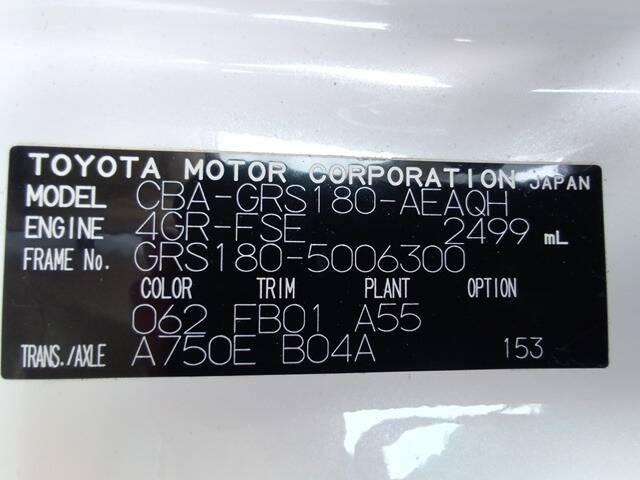 TOYOTA MOTOR CORPORATION JAPAN
MODEL CBA-GRS180-AEAQH
ENGINE 4GR-FSE 2499 mL
FRAME No. GRS180-5006300
COLOR TRIM PLANT OPTION
062 FB01 A55
TRANS./AXLE A750E B04A 153